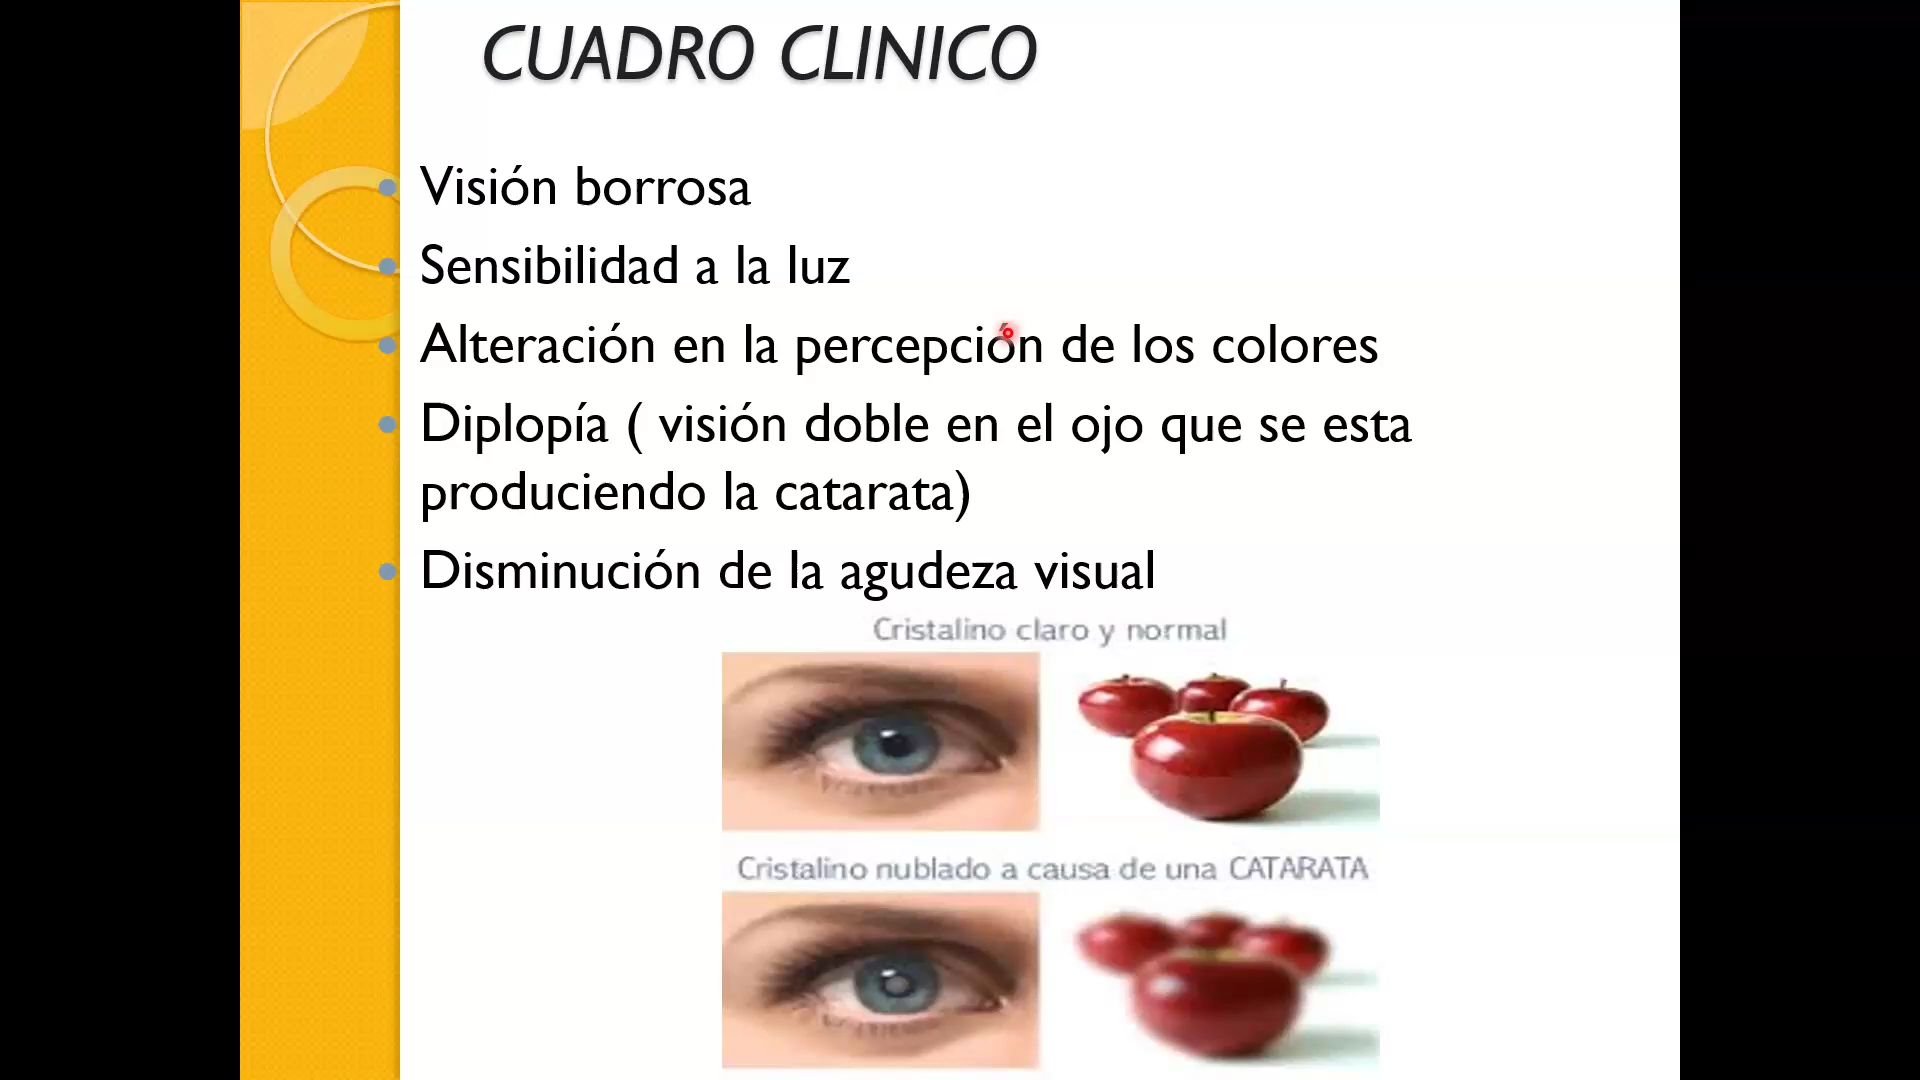 CUADRO CLINICO
Visión borrosa
Sensibilidad a la luz
Alteración en la percepción de los colores
Diplopía ( visión doble en el ojo que se esta
produciendo la catarata)
Disminución de la agudeza visual
Cristalino claro y normal
Cristalino nublado a causa de una CATARATA